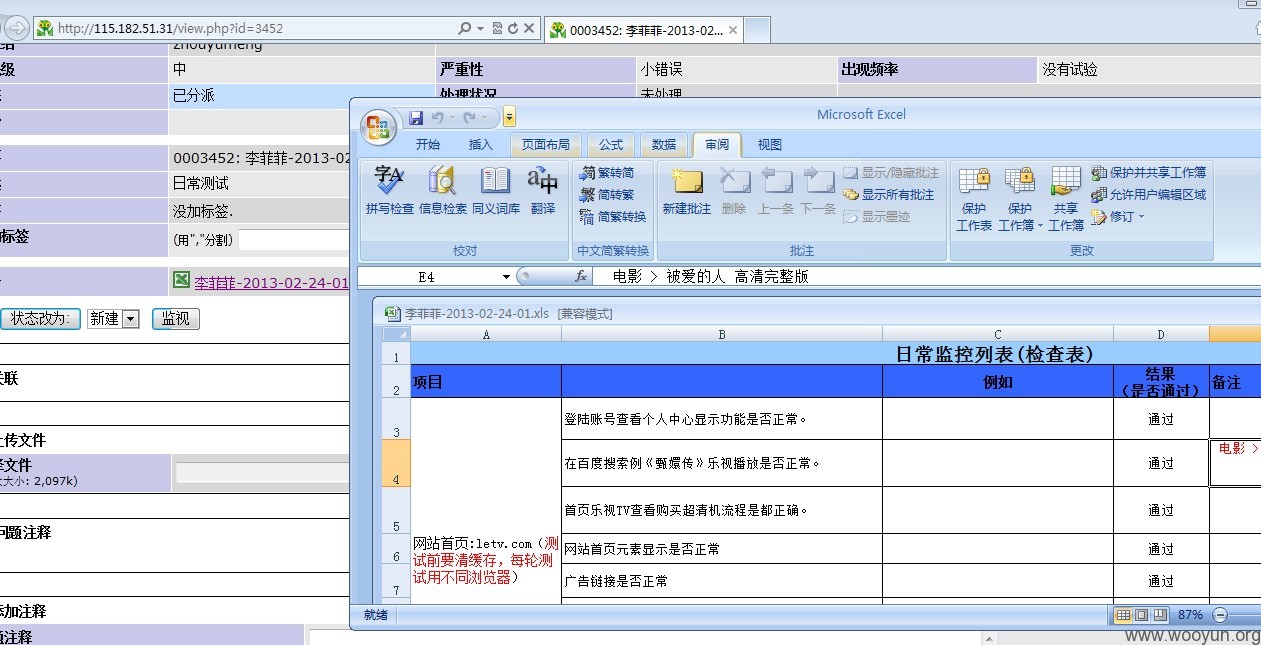 http://115.182.51.31/view.php?id=3452
0003452: 李菲菲-2013-02...
zhouyumeng
级 中 严重性 小错误 出现频率 没有试验
已分派 处理状况 未处理
0003452: 李菲菲-2013-02
日常测试
没加标签.
标签 (用","分割)
李菲菲-2013-02-24-01
状态改为: 新建 监视
关联
上传文件
择文件
大小: 2,097k)
问题注释
添加注释
题注释
Microsoft Excel
开始 插入 页面布局 公式 数据 审阅 视图
拼写检查 信息检索 同义词库 翻译
校对
繁转简
简转繁
简繁转换
中文简繁转换
新建批注 删除 上一条 下一条
显示/隐藏批注
显示所有批注
显示墨迹
批注
保护工作表 保护工作簿 共享工作簿
保护并共享工作簿
允许用户编辑区域
修订
更改
E4 fx 电影 > 被爱的人 高清完整版
李菲菲-2013-02-24-01.xls [兼容模式]
A B C D
1 日常监控列表(检查表)
2 项目 例如 结果 (是否通过) 备注
3 登陆账号查看个人中心显示功能是否正常。 通过
4 在百度搜索例《甄嬛传》乐视播放是否正常。 通过 电影 >
5 首页乐视TV查看购买超清机流程是都正确。 通过
网站首页:letv.com(测
试前要清缓存，每轮测
试用不同浏览器)
6 网站首页元素显示是否正常 通过
7 广告链接是否正常 通过
就绪 87%
www.wooyun.org